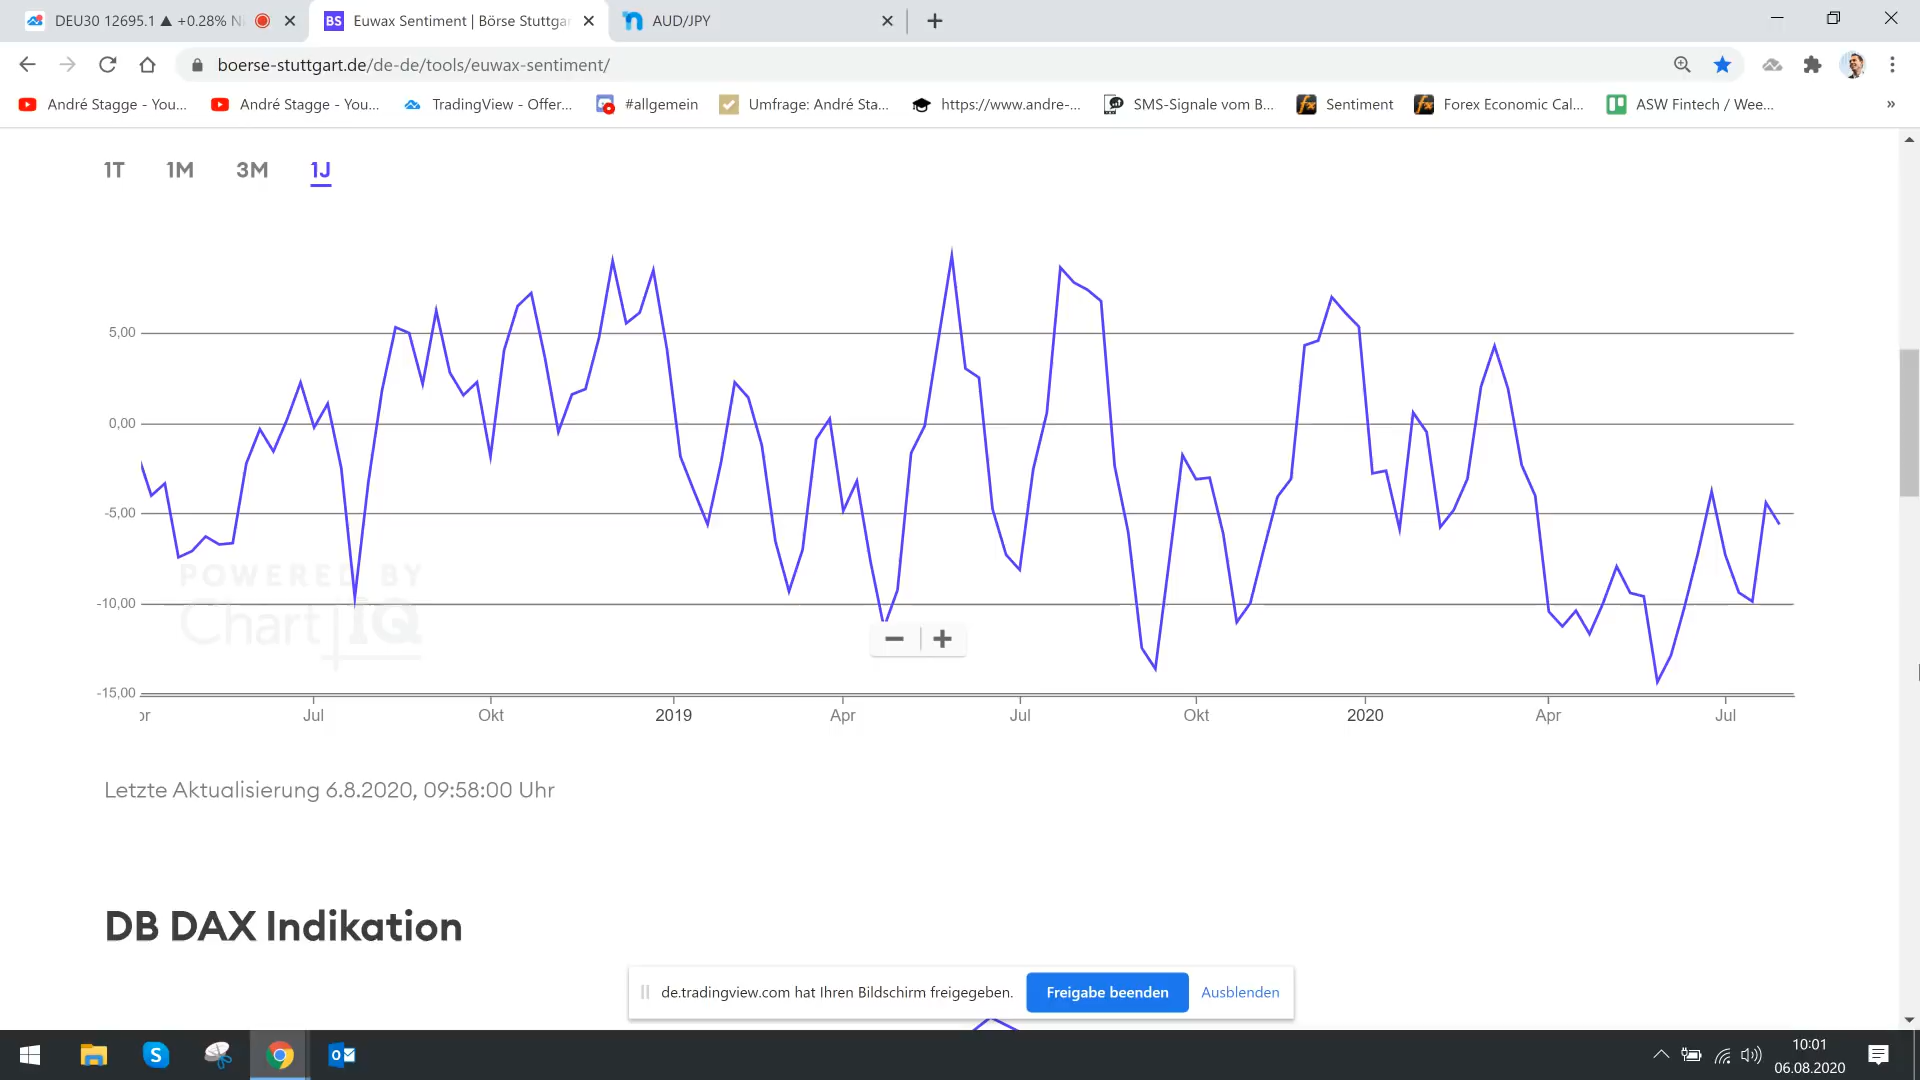 DEU30 12695.1 ▲ +0.28% N
Euwax Sentiment | Börse Stuttgar
AUD/JPY
boerse-stuttgart.de/de-de/tools/euwax-sentiment/
André Stagge - You...
André Stagge - You...
TradingView - Offer...
#allgemein
Umfrage: André Sta...
https://www.andre-...
SMS-Signale vom B...
Sentiment
Forex Economic Cal...
ASW Fintech / Wee...
»
1T 1M 3M 1J
5,00
0,00
-5,00
-10,00
-15,00
POWERED BY
ChartIQ
− +
or Jul Okt 2019 Apr Jul Okt 2020 Apr Jul
Letzte Aktualisierung 6.8.2020, 09:58:00 Uhr
DB DAX Indikation
de.tradingview.com hat Ihren Bildschirm freigegeben.
Freigabe beenden
Ausblenden
10:01
06.08.2020